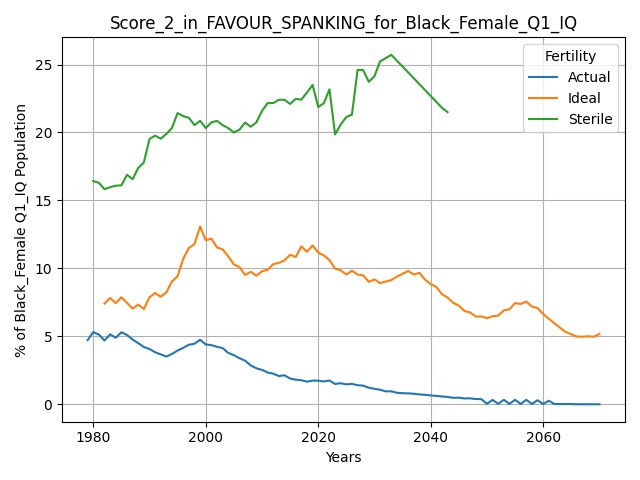 Score_2_in_FAVOUR_SPANKING_for_Black_Female_Q1_IQ
% of Black_Female Q1_IQ Population
25
20
15
10
5
0
Fertility
Actual
Ideal
Sterile
1980 2000 2020 2040 2060
Years